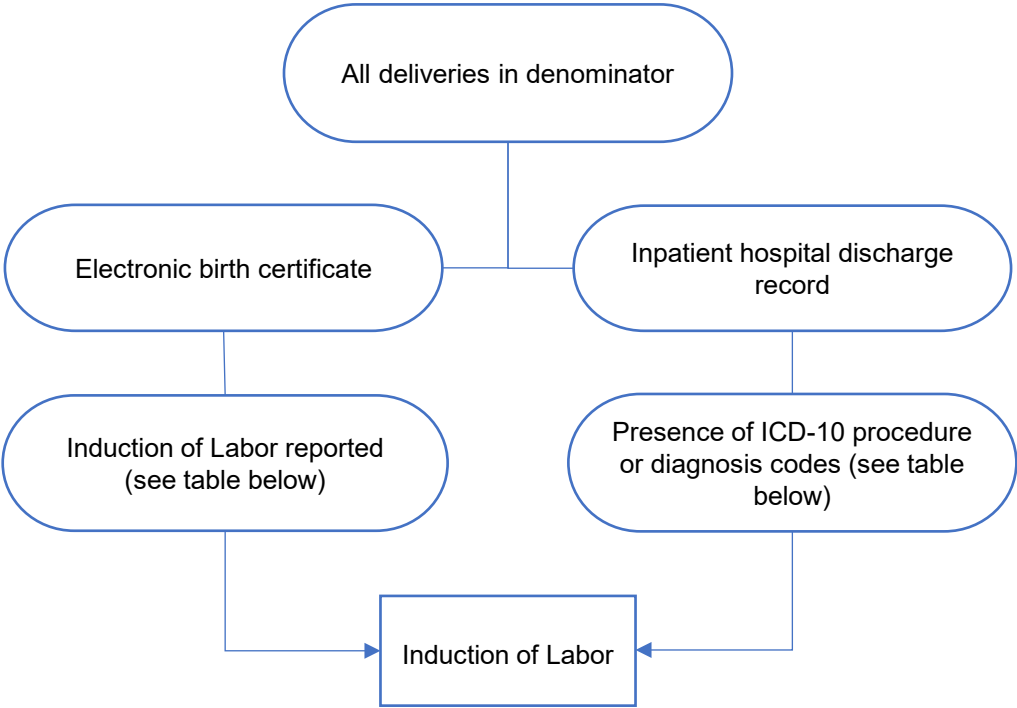 All deliveries in denominator
Electronic birth certificate
Inpatient hospital discharge
record
Induction of Labor reported
(see table below)
Presence of ICD-10 procedure
or diagnosis codes (see table
below)
Induction of Labor